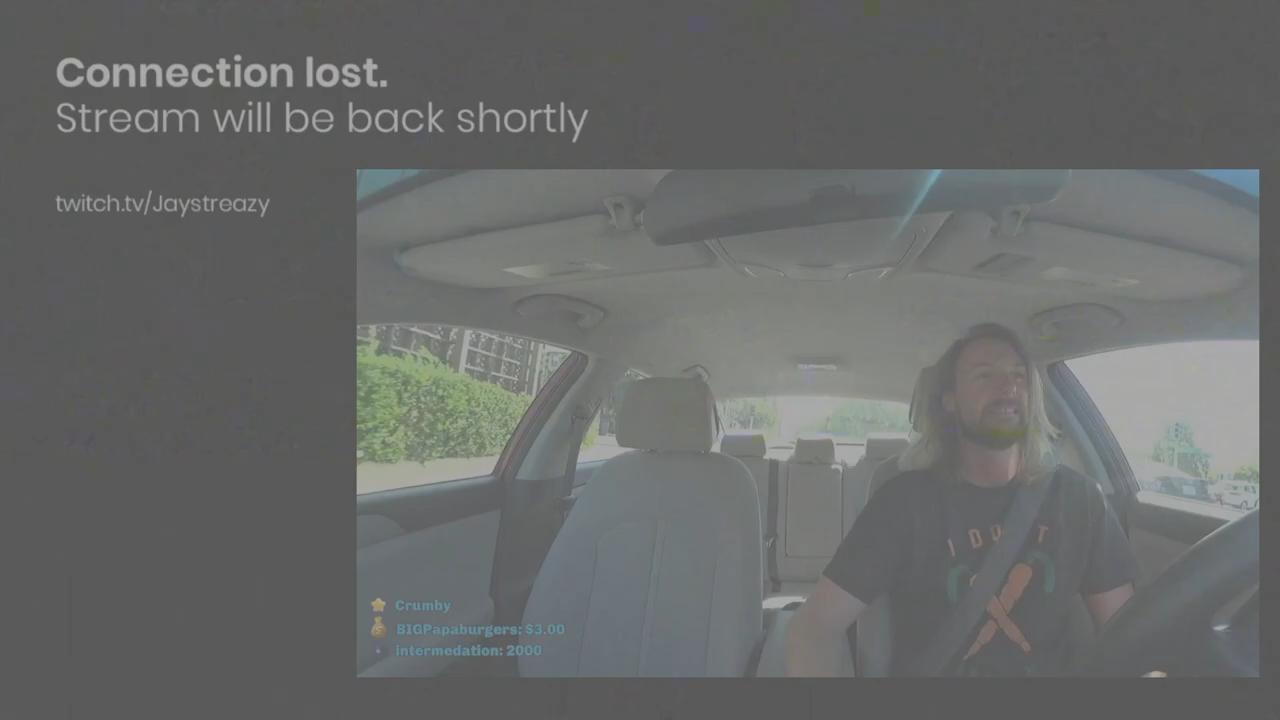 Connection lost.
Stream will be back shortly
twitch.tv/Jaystreazy
Crumby
BIGPapaburgers: $3.00
intermedation: 2000